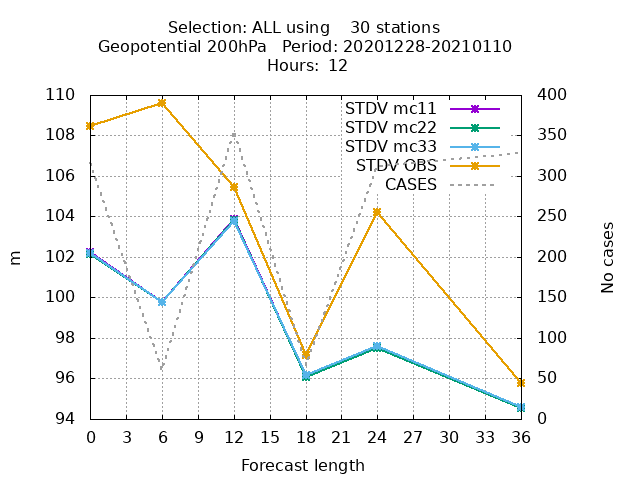 Selection: ALL using    30 stations
Geopotential 200hPa   Period: 20201228-20210110
Hours:  12
110
108
106
104
102
100
98
96
94
m
400
350
300
250
200
150
100
50
0
No cases
STDV mc11
STDV mc22
STDV mc33
STDV OBS
CASES
0 3 6 9 12 15 18 21 24 27 30 33 36
Forecast length